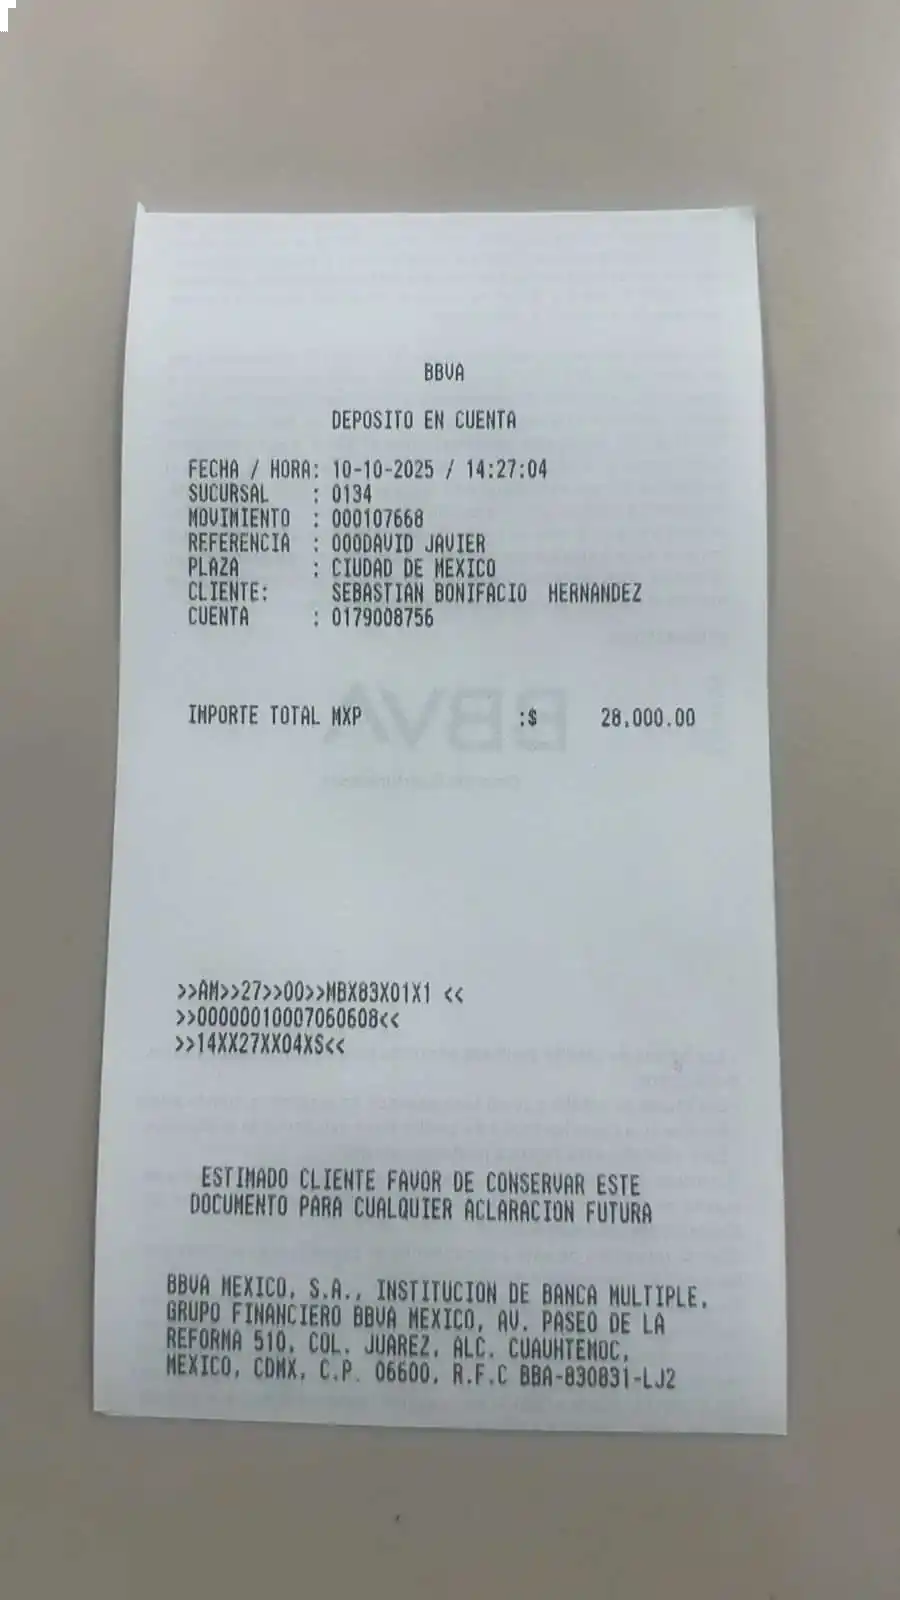 BBVA
DEPOSITO EN CUENTA
FECHA / HORA: 10-10-2025 / 14:27:04
SUCURSAL : 0134
MOVIMIENTO : 000107668
REFERENCIA : 000DAVID JAVIER
PLAZA : CIUDAD DE MEXICO
CLIENTE: SEBASTIAN BONIFACIO HERNANDEZ
CUENTA : 0179008756
IMPORTE TOTAL MXP :$ 28,000.00
BBVA
>>AM>>27>>00>>MBX83X01X1 <<
>>00000010007060608<<
>>14XX27XX04XS<<
ESTIMADO CLIENTE FAVOR DE CONSERVAR ESTE
DOCUMENTO PARA CUALQUIER ACLARACION FUTURA
BBVA MEXICO, S.A., INSTITUCION DE BANCA MULTIPLE,
GRUPO FINANCIERO BBVA MEXICO, AV. PASEO DE LA
REFORMA 510, COL. JUAREZ, ALC. CUAUHTEMOC,
MEXICO, CDMX, C.P. 06600, R.F.C BBA-830831-LJ2